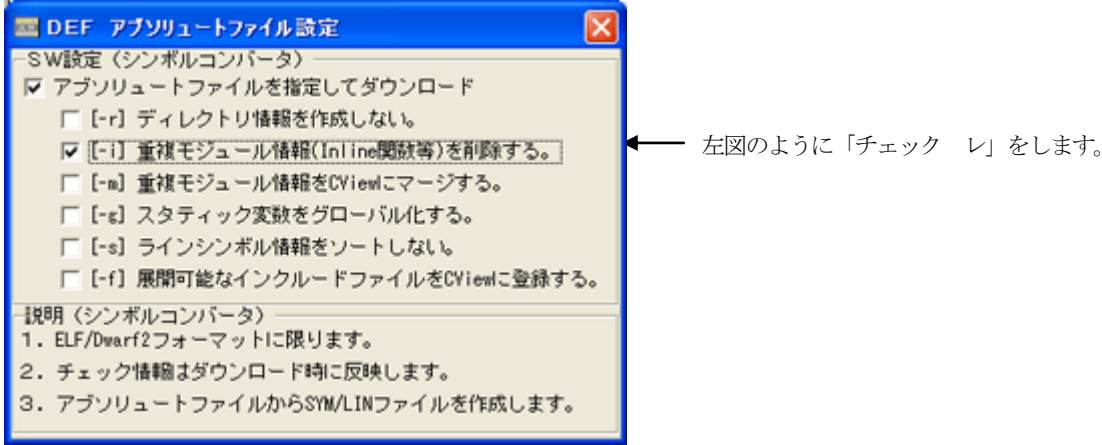 DEF アブソリュートファイル設定
SW設定（シンボルコンバータ）
アブソリュートファイルを指定してダウンロード
[-r] ディレクトリ情報を作成しない。
[-i] 重複モジュール情報(Inline関数等)を削除する。
左図のように「チェック　レ」をします。
[-m] 重複モジュール情報をCViewにマージする。
[-g] スタティック変数をグローバル化する。
[-s] ラインシンボル情報をソートしない。
[-f] 展開可能なインクルードファイルをCViewに登録する。
説明（シンボルコンバータ）
1. ELF/Dwarf2フォーマットに限ります。
2. チェック情報はダウンロード時に反映します。
3. アブソリュートファイルからSYM/LINファイルを作成します。